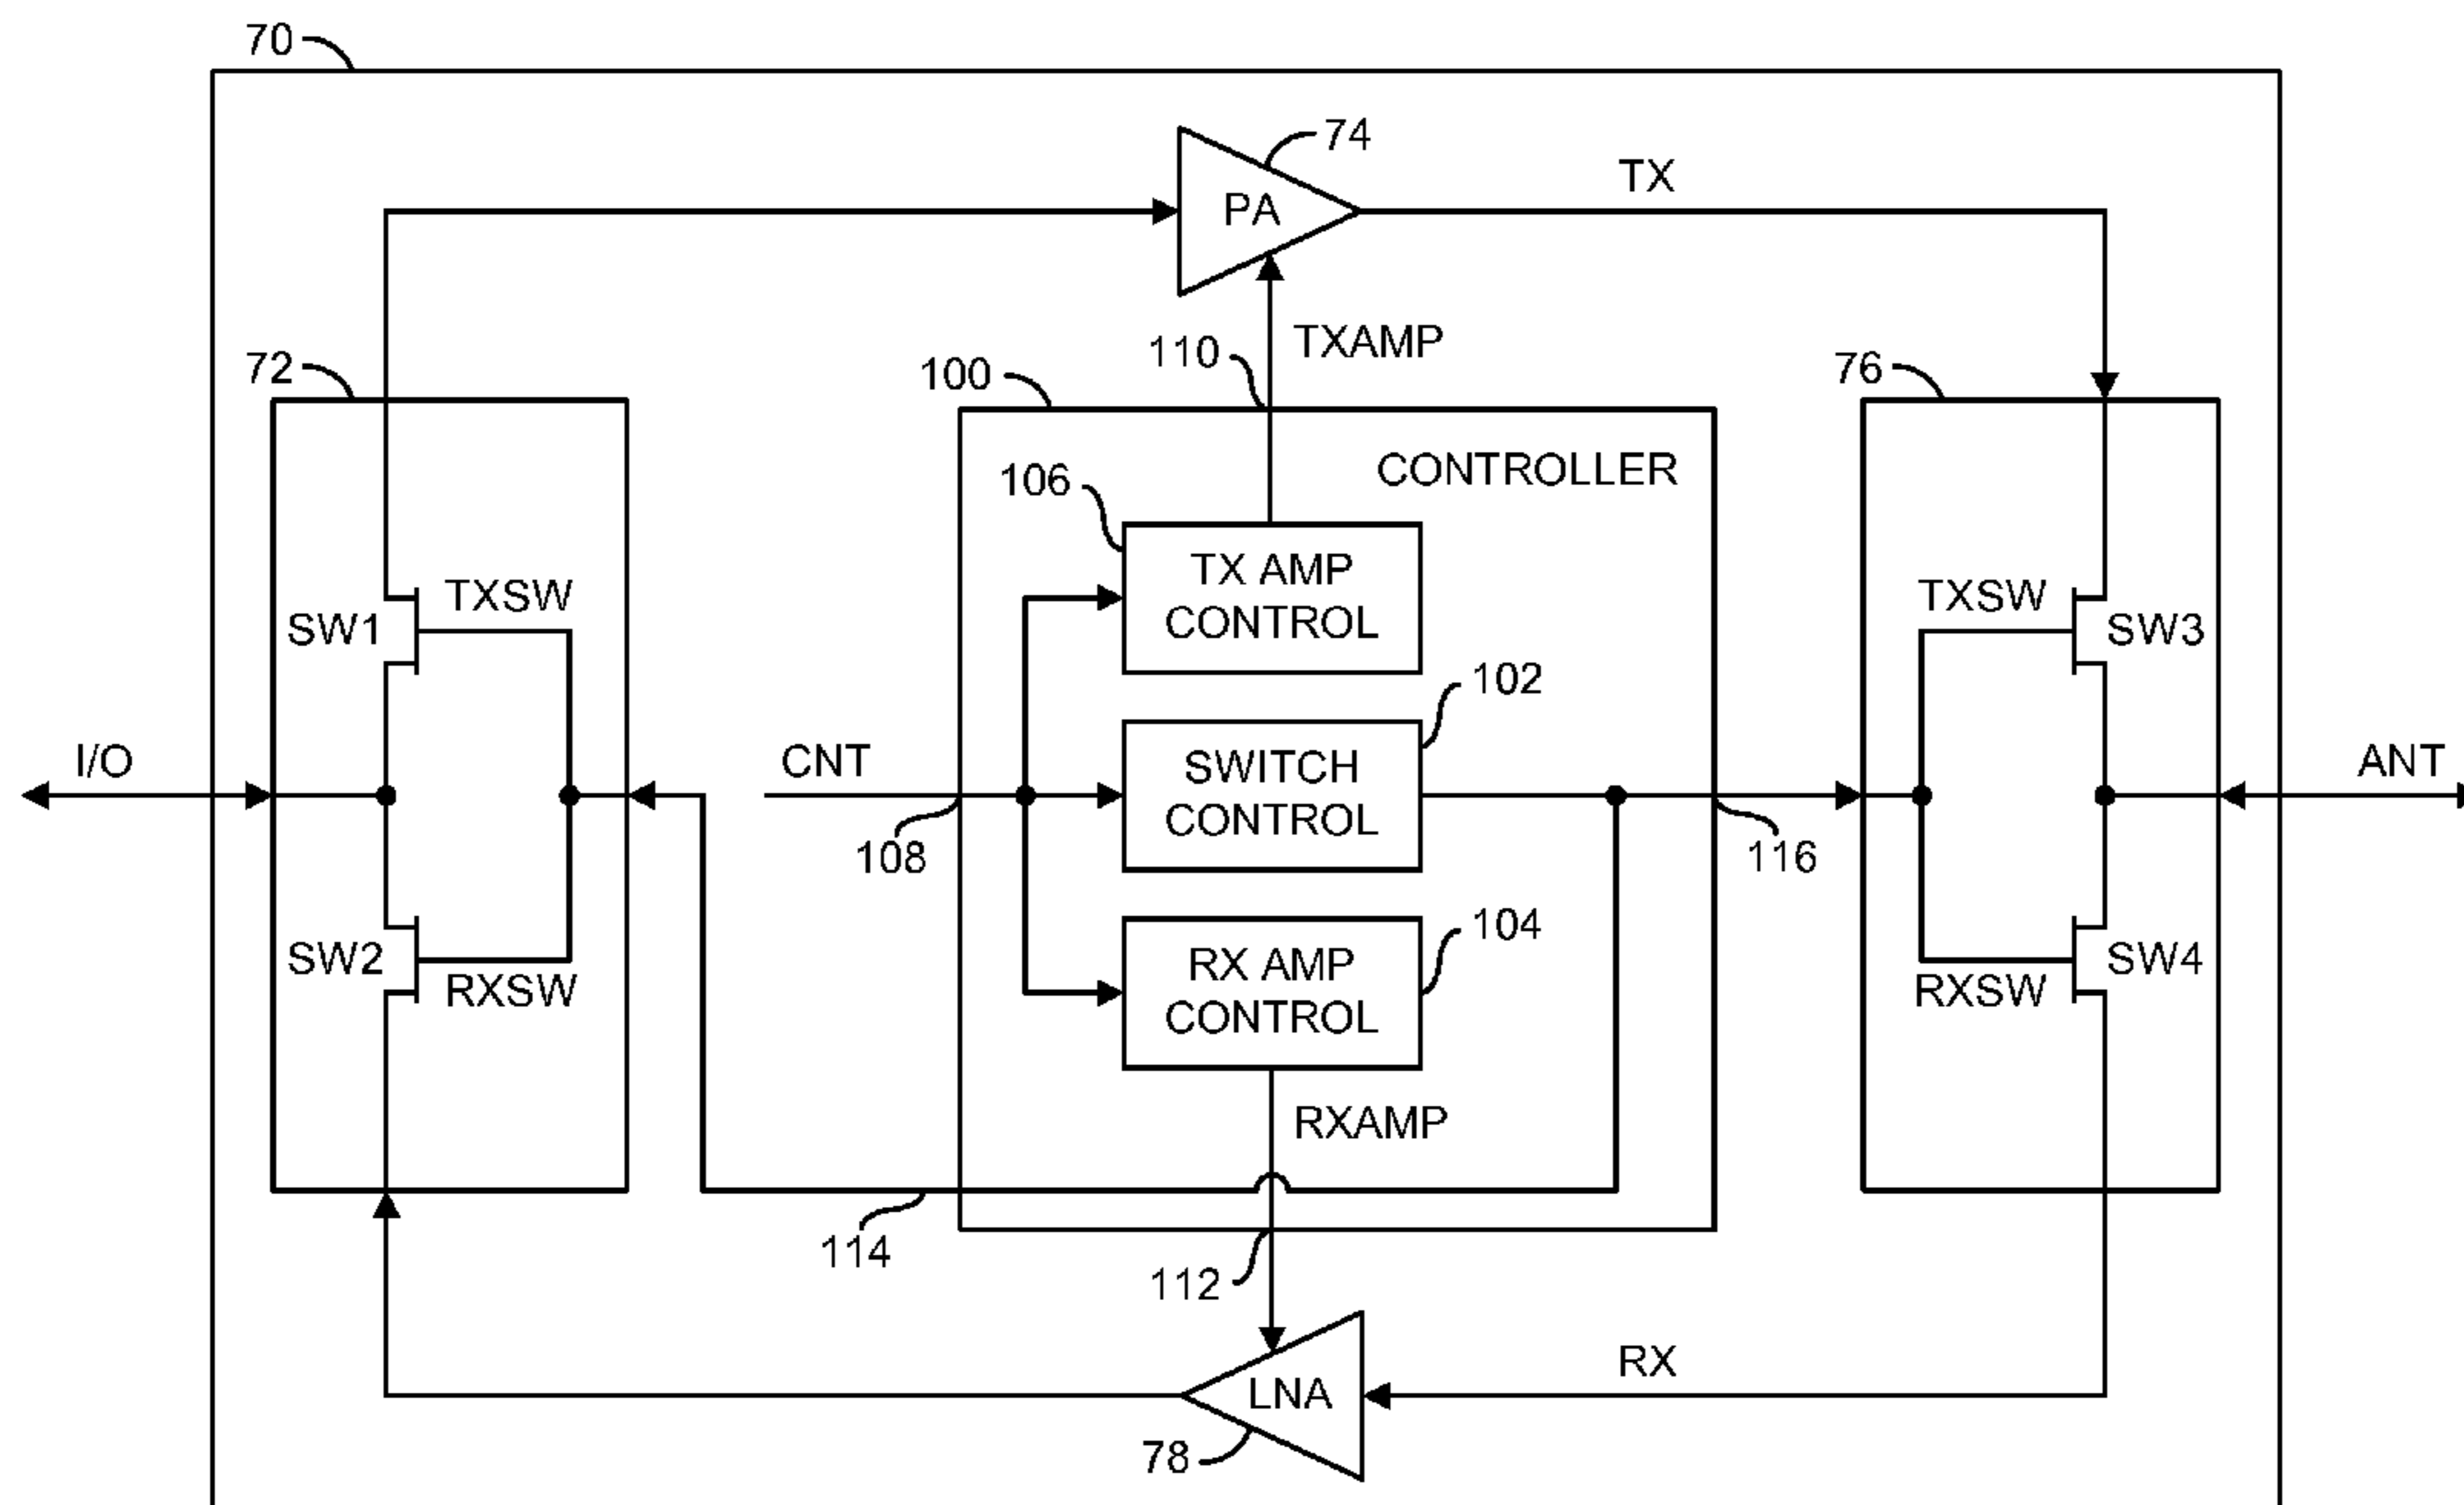 70
74
PA
TX
TXAMP
110
72
100
76
CONTROLLER
106
TX AMP
CONTROL
TXSW
SW1
TXSW
SW3
102
I/O
CNT
SWITCH
CONTROL
ANT
108
116
104
SW2
RXSW
RX AMP
CONTROL
SW4
RXSW
RXAMP
114
112
LNA
RX
78